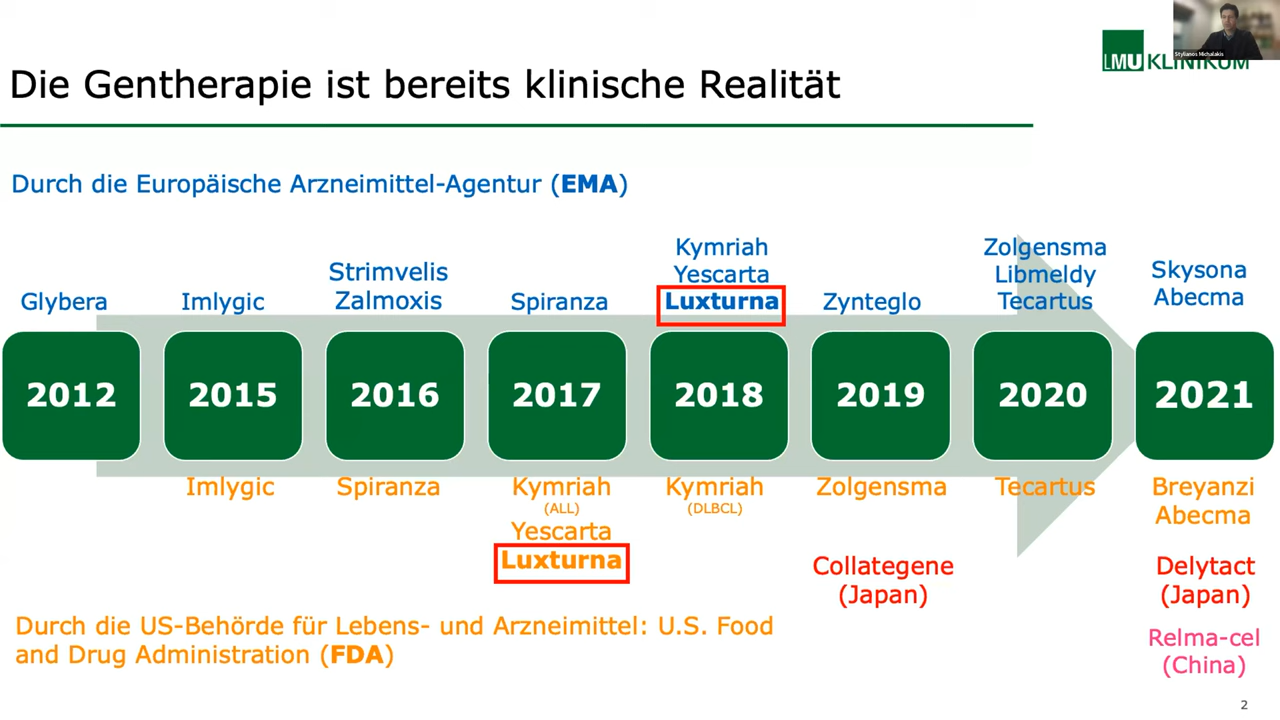 Stylianos Michalakis
LMU KLINIKUM
Die Gentherapie ist bereits klinische Realität
Durch die Europäische Arzneimittel-Agentur (EMA)
Glybera
Imlygic
Strimvelis
Zalmoxis
Spiranza
Kymriah
Yescarta
Luxturna
Zynteglo
Zolgensma
Libmeldy
Tecartus
Skysona
Abecma
2012
2015
2016
2017
2018
2019
2020
2021
Imlygic
Spiranza
Kymriah
(ALL)
Yescarta
Luxturna
Kymriah
(DLBCL)
Zolgensma
Collategene
(Japan)
Tecartus
Breyanzi
Abecma
Delytact
(Japan)
Relma-cel
(China)
Durch die US-Behörde für Lebens- und Arzneimittel: U.S. Food
and Drug Administration (FDA)
2